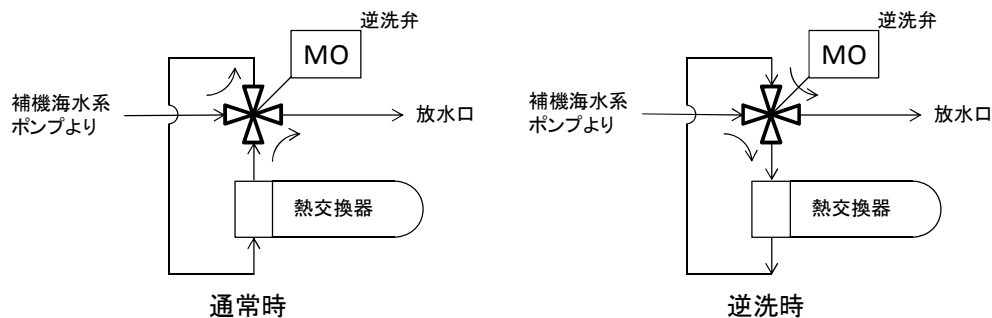 逆洗弁
MO
補機海水系
ポンプより
放水口
熱交換器
通常時
逆洗弁
MO
補機海水系
ポンプより
放水口
熱交換器
逆洗時